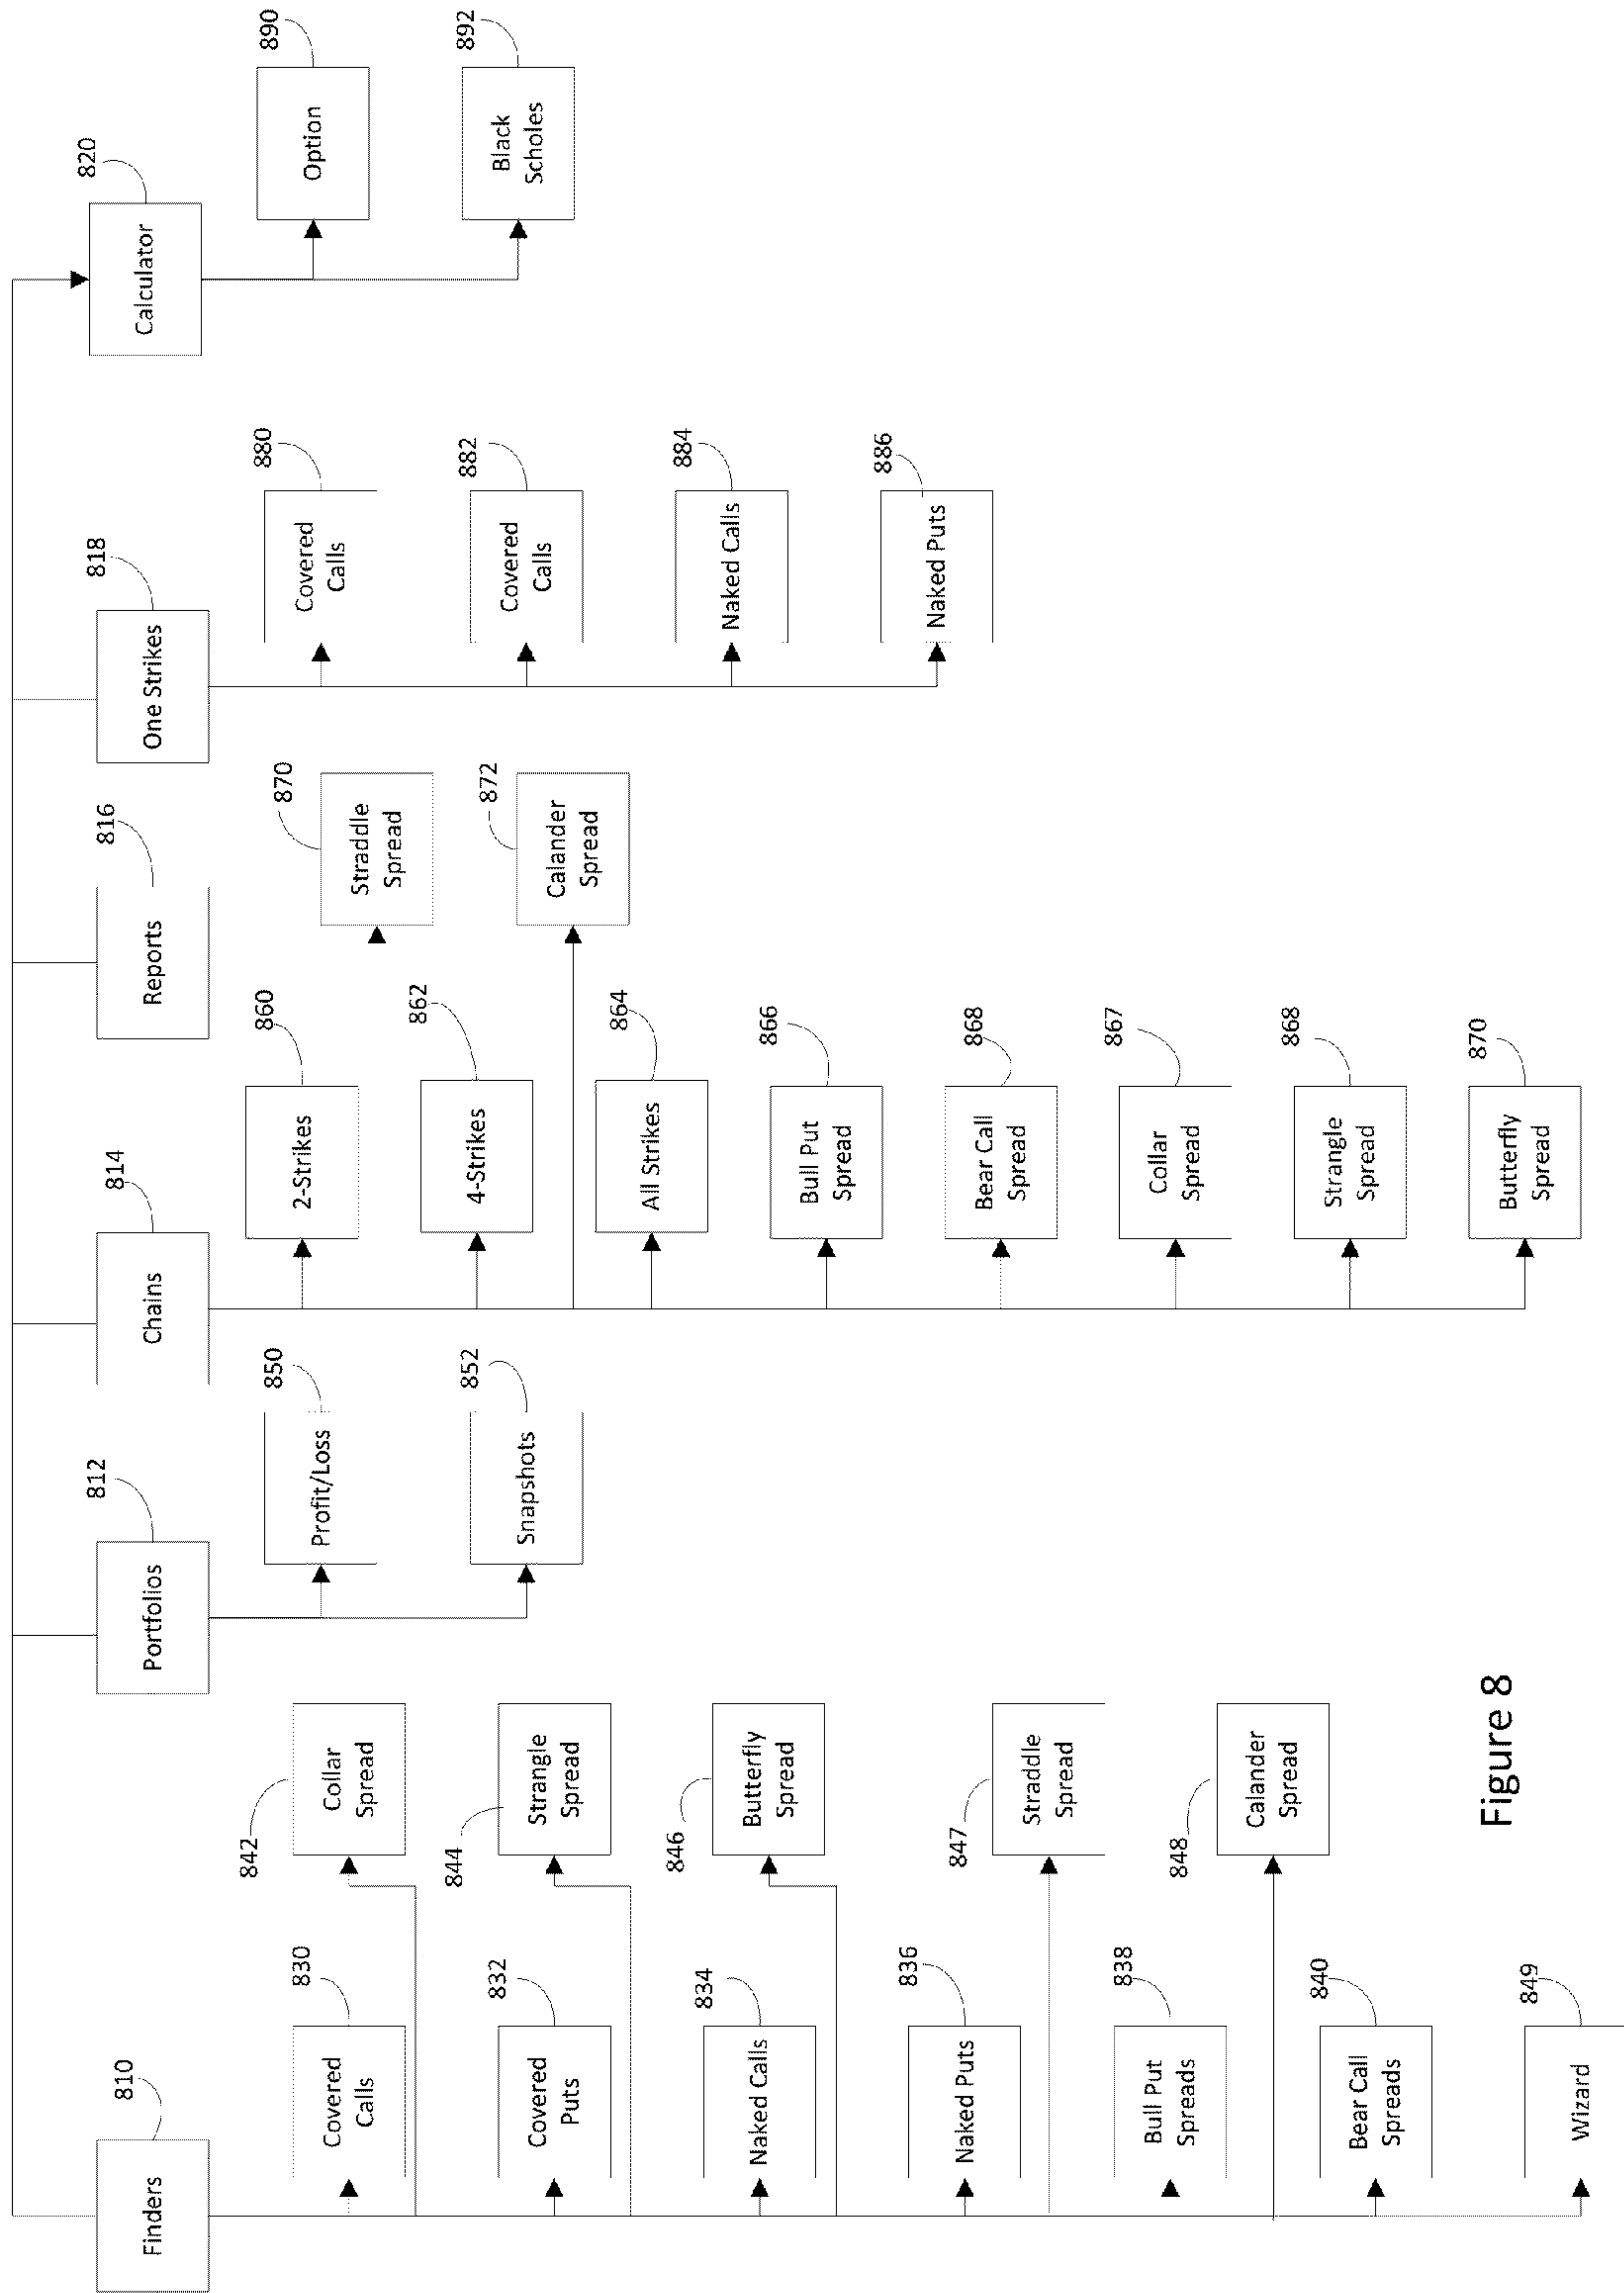 810
Finders
830
Covered
Calls
832
Covered
Puts
834
Naked Calls
836
Naked Puts
838
Bull Put
Spreads
840
Bear Call
Spreads
849
Wizard
842
Collar
Spread
844
Strangle
Spread
846
Butterfly
Spread
847
Straddle
Spread
848
Calander
Spread
812
Portfolios
850
Profit/Loss
852
Snapshots
814
Chains
860
2-Strikes
862
4-Strikes
864
All Strikes
866
Bull Put
Spread
868
Bear Call
Spread
867
Collar
Spread
868
Strangle
Spread
870
Butterfly
Spread
816
Reports
870
Straddle
Spread
872
Calander
Spread
818
One Strikes
880
Covered
Calls
882
Covered
Calls
884
Naked Calls
886
Naked Puts
820
Calculator
890
Option
892
Black
Scholes
Figure 8